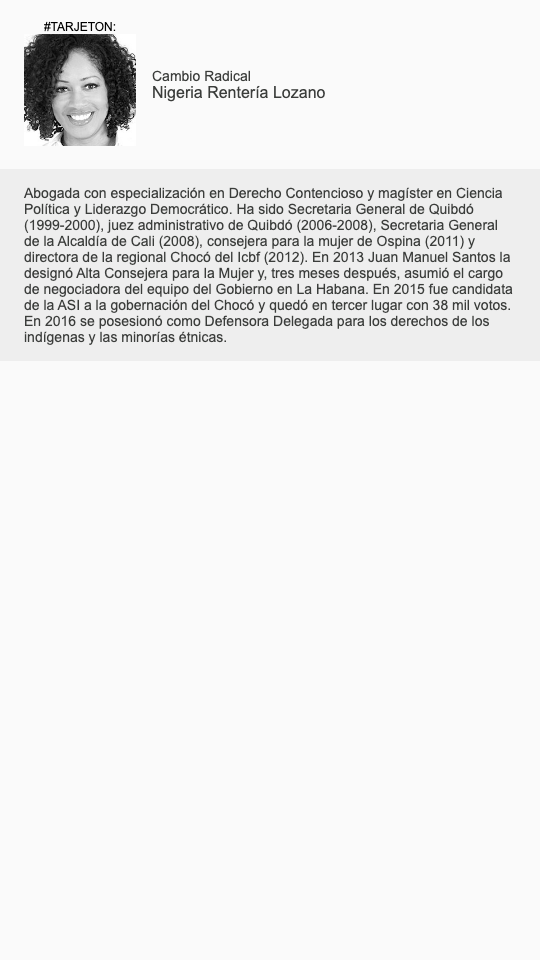 #TARJETON:
Cambio Radical
Nigeria Rentería Lozano
Abogada con especialización en Derecho Contencioso y magíster en Ciencia
Política y Liderazgo Democrático. Ha sido Secretaria General de Quibdó
(1999-2000), juez administrativo de Quibdó (2006-2008), Secretaria General
de la Alcaldía de Cali (2008), consejera para la mujer de Ospina (2011) y
directora de la regional Chocó del Icbf (2012). En 2013 Juan Manuel Santos la
designó Alta Consejera para la Mujer y, tres meses después, asumió el cargo
de negociadora del equipo del Gobierno en La Habana. En 2015 fue candidata
de la ASI a la gobernación del Chocó y quedó en tercer lugar con 38 mil votos.
En 2016 se posesionó como Defensora Delegada para los derechos de los
indígenas y las minorías étnicas.